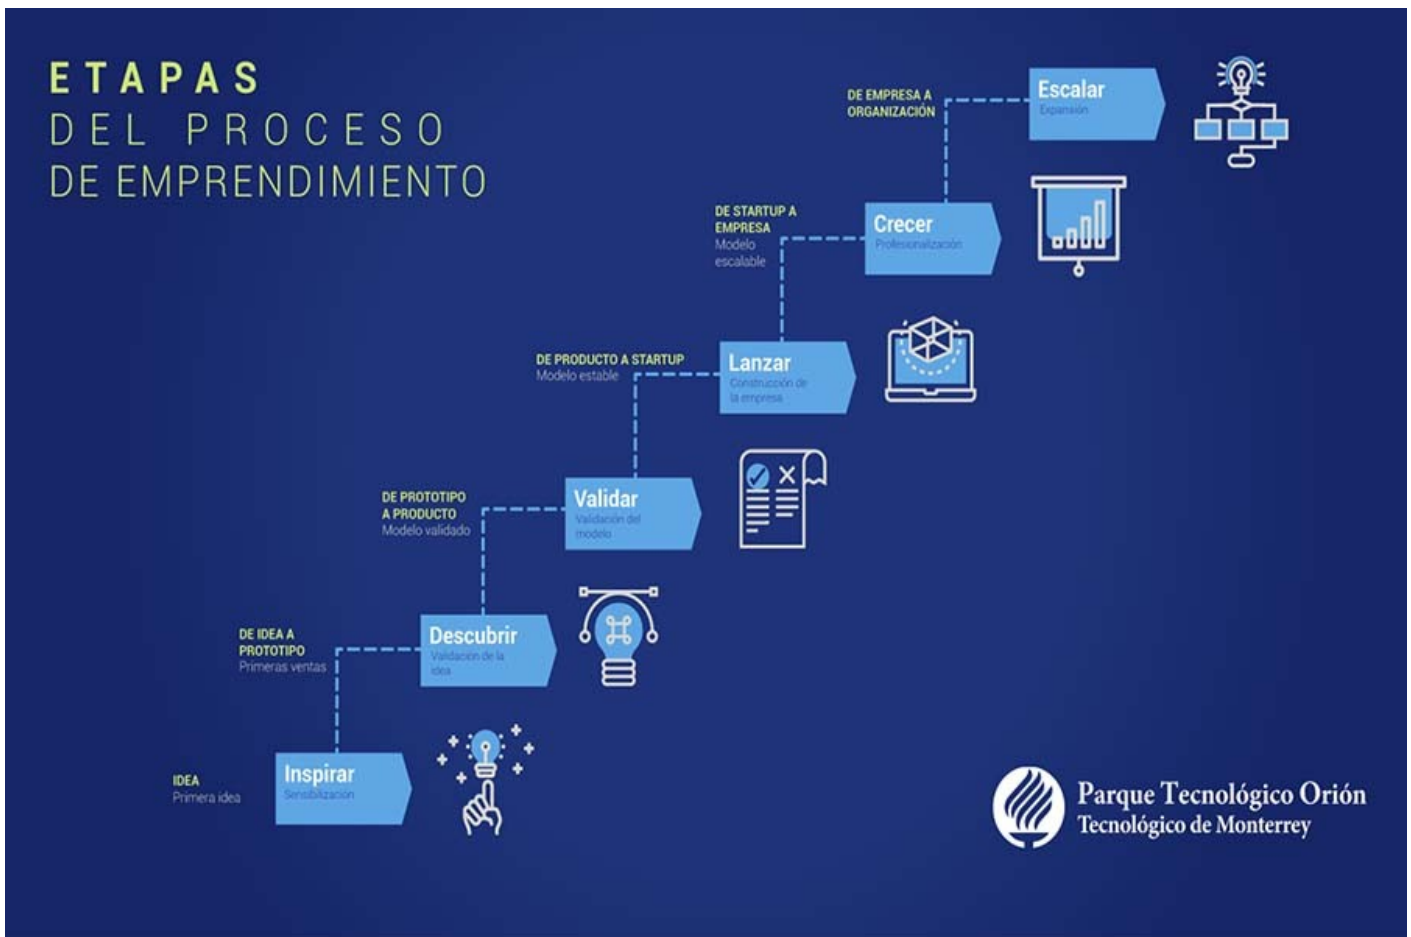 ETAPAS
DEL PROCESO
DE EMPRENDIMIENTO
IDEA
Primera idea
Inspirar
Sensibilización
DE IDEA A
PROTOTIPO
Primeras ventas
Descubrir
Validación de la
idea
DE PROTOTIPO
A PRODUCTO
Modelo validado
Validar
Validación del
modelo
DE PRODUCTO A STARTUP
Modelo estable
Lanzar
Construcción de
la empresa
DE STARTUP A
EMPRESA
Modelo
escalable
Crecer
Profesionalización
DE EMPRESA A
ORGANIZACIÓN
Escalar
Expansión
Parque Tecnológico Orión
Tecnológico de Monterrey